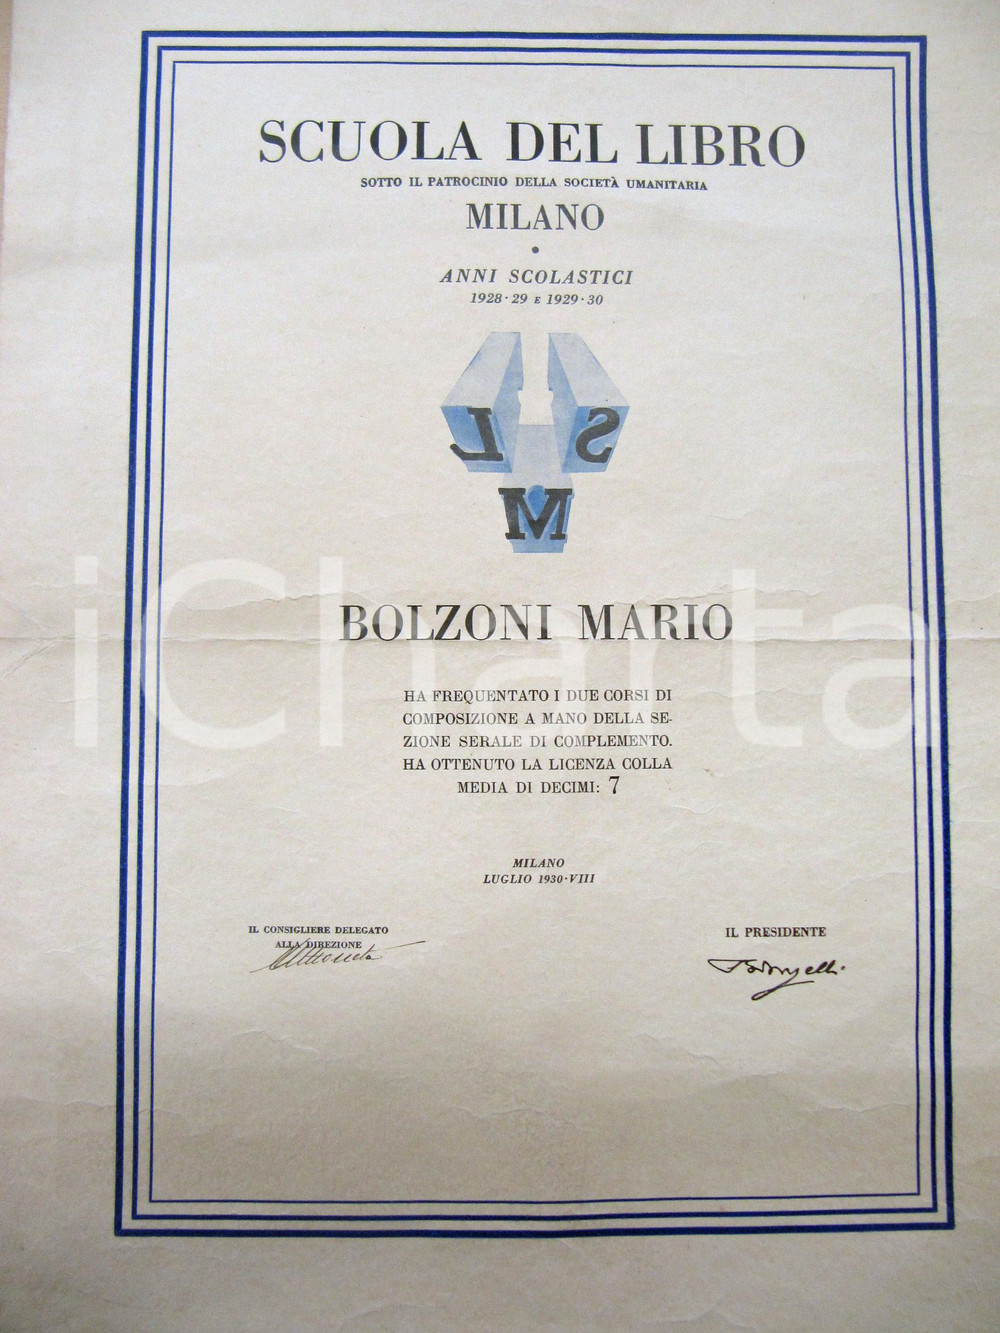 SCUOLA DEL LIBRO
SOTTO IL PATROCINIO DELLA SOCIETÀ UMANITARIA
MILANO
•
ANNI SCOLASTICI
1928·29 E 1929·30
L S
M
iCharta
BOLZONI MARIO
HA FREQUENTATO I DUE CORSI DI
COMPOSIZIONE A MANO DELLA SE-
ZIONE SERALE DI COMPLEMENTO.
HA OTTENUTO LA LICENZA COLLA
MEDIA DI DECIMI: 7
MILANO
LUGLIO 1930·VIII
IL CONSIGLIERE DELEGATO
ALLA DIREZIONE
IL PRESIDENTE